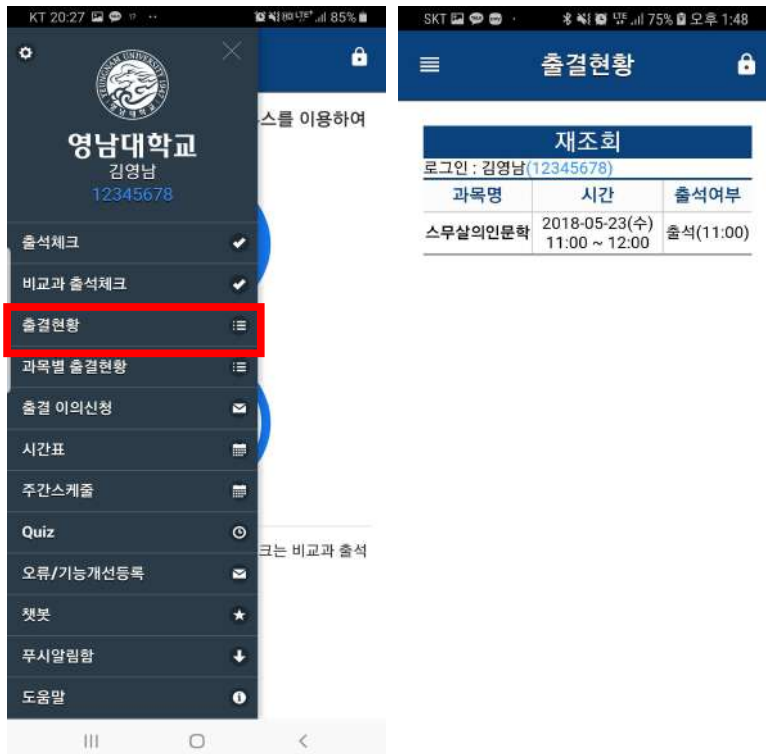 KT 20:27
85%
스를 이용하여
YEUNGNAM UNIVERSITY 1947
영남대학교
김영남
12345678
출석체크
비교과 출석체크
출결현황
과목별 출결현황
출결 이의신청
시간표
주간스케줄
Quiz
크는 비교과 출석
오류/기능개선등록
챗봇
푸시알림함
도움말
SKT
LTE 75% 오후 1:48
출결현황
재조회
로그인 : 김영남(12345678)
과목명 시간 출석여부
스무살의인문학 2018-05-23(수) 11:00 ~ 12:00 출석(11:00)